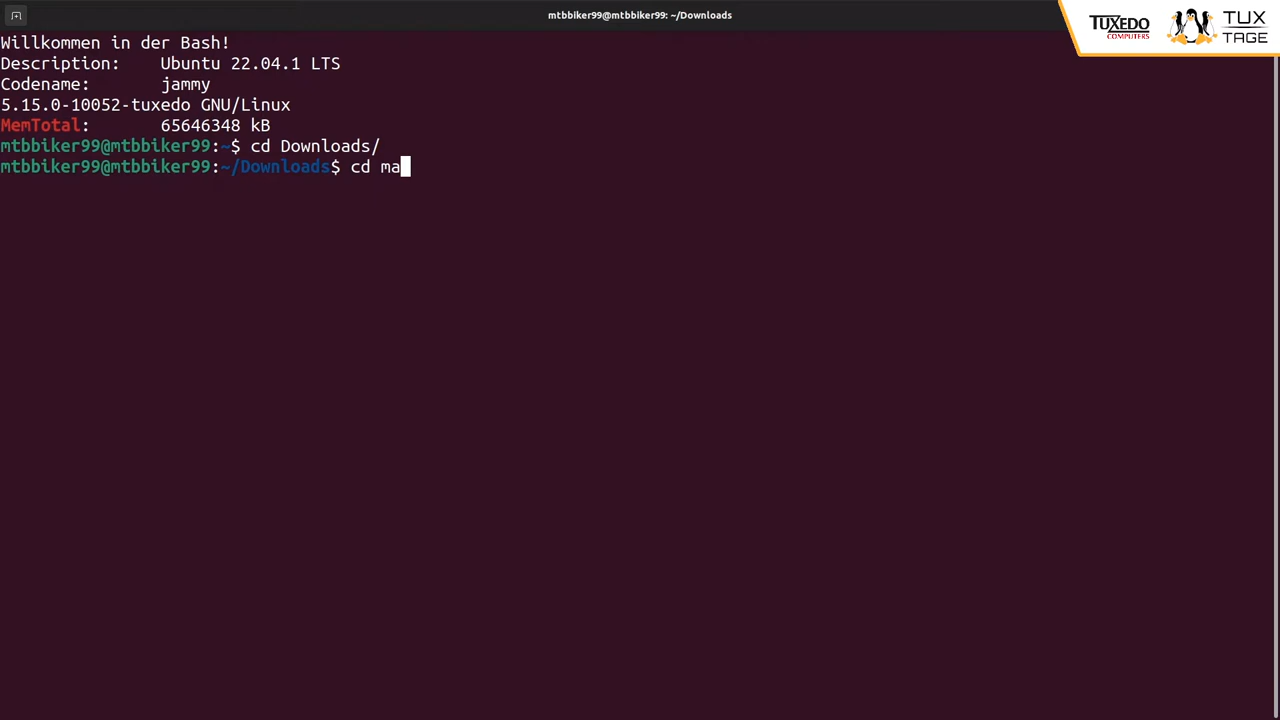 mtbbiker99@mtbbiker99: ~/Downloads
TUXEDO
COMPUTERS
TUX
TAGE
Willkommen in der Bash!
Description:    Ubuntu 22.04.1 LTS
Codename:       jammy
5.15.0-10052-tuxedo GNU/Linux
MemTotal:       65646348 kB
mtbbiker99@mtbbiker99:~$ cd Downloads/
mtbbiker99@mtbbiker99:~/Downloads$ cd ma